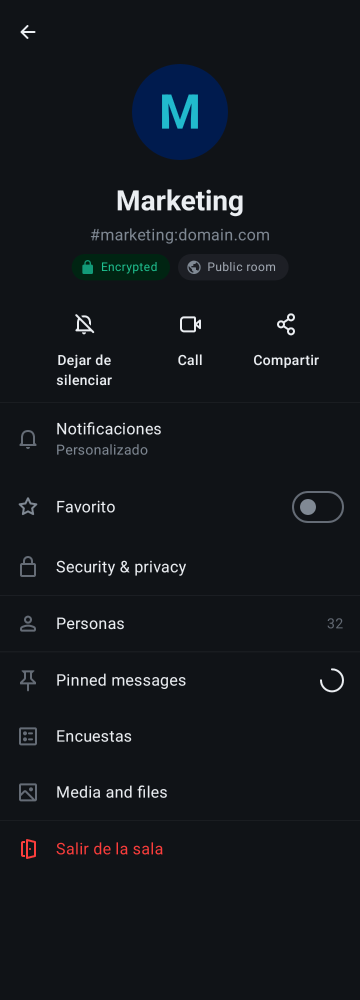 M
Marketing
#marketing:domain.com
Encrypted
Public room
Dejar de
silenciar
Call
Compartir
Notificaciones
Personalizado
Favorito
Security & privacy
Personas
32
Pinned messages
Encuestas
Media and files
Salir de la sala